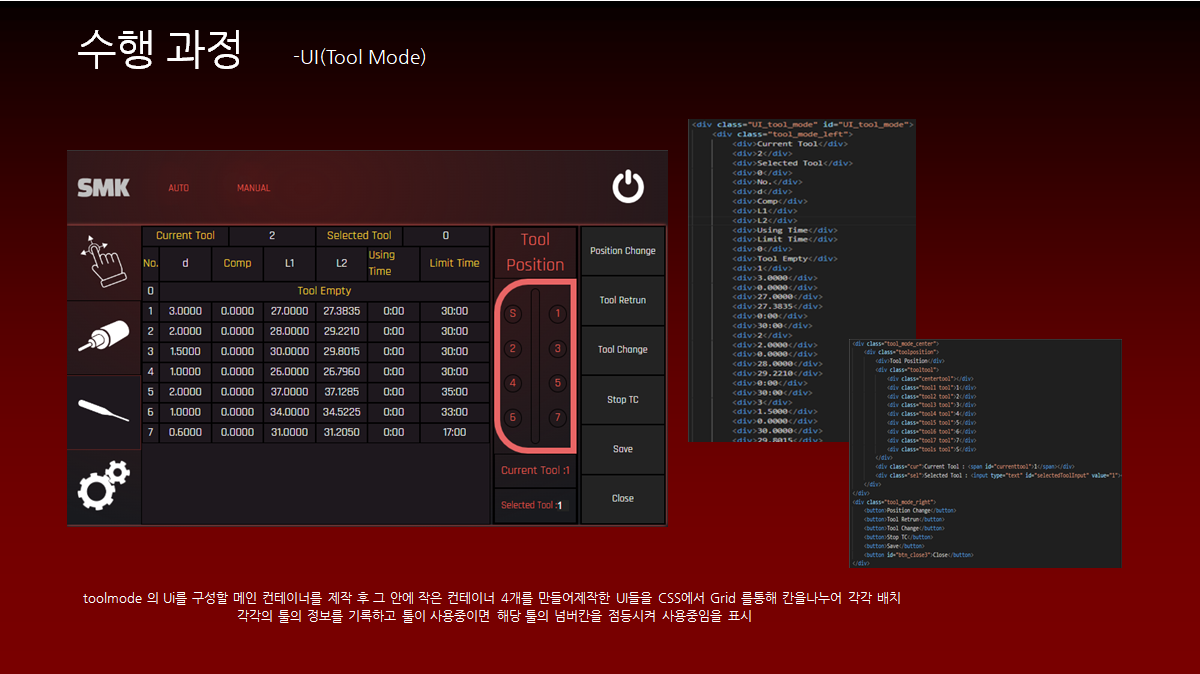 수행 과정
-UI(Tool Mode)
SMK
AUTO
MANUAL
Current Tool 2 Selected Tool 0
No. d Comp L1 L2 Using Time Limit Time
0 Tool Empty
1 3.0000 0.0000 27.0000 27.3835 0:00 30:00
2 2.0000 0.0000 28.0000 29.2210 0:00 30:00
3 1.5000 0.0000 30.0000 29.8015 0:00 30:00
4 1.0000 0.0000 26.0000 26.7960 0:00 30:00
5 2.0000 0.0000 37.0000 37.1285 0:00 35:00
6 1.0000 0.0000 34.0000 34.5225 0:00 33:00
7 0.6000 0.0000 31.0000 31.2050 0:00 17:00
Tool
Position
S 1
2 3
4 5
6 7
Current Tool :1
Selected Tool :1
Position Change
Tool Retrun
Tool Change
Stop TC
Save
Close
<div class="UI_tool_mode" id="UI_tool_mode">
<div class="tool_mode_left">
<div>Current Tool</div>
<div>2</div>
<div>Selected Tool</div>
<div>0</div>
<div>No.</div>
<div>d</div>
<div>Comp</div>
<div>L1</div>
<div>L2</div>
<div>Using Time</div>
<div>Limit Time</div>
<div>0</div>
<div>Tool Empty</div>
<div>1</div>
<div>3.0000</div>
<div>0.0000</div>
<div>27.0000</div>
<div>27.3835</div>
<div>0:00</div>
<div>30:00</div>
<div>2</div>
<div>2.0000</div>
<div>0.0000</div>
<div>28.0000</div>
<div>29.2210</div>
<div>0:00</div>
<div>30:00</div>
<div>3</div>
<div>1.5000</div>
<div>0.0000</div>
<div>30.0000</div>
<div>29.8015</div>
<div class="tool_mode_center">
<div class="toolposition">
<div>Tool Position</div>
<div class="tooltool">
<div class="centertool"></div>
<div class="tool1 tool">1</div>
<div class="tool2 tool">2</div>
<div class="tool3 tool">3</div>
<div class="tool4 tool">4</div>
<div class="tool5 tool">5</div>
<div class="tool6 tool">6</div>
<div class="tool7 tool">7</div>
<div class="tools tool">S</div>
</div>
<div class="cur">Current Tool : <span id="currenttool">1</span></div>
<div class="sel">Selected Tool : <input type="text" id="selectedToolInput" value="1">
</div>
</div>
<div class="tool_mode_right">
<button>Position Change</button>
<button>Tool Retrun</button>
<button>Tool Change</button>
<button>Stop TC</button>
<button>Save</button>
<button id="btn_close3">Close</button>
</div>
toolmode 의 Ui를 구성할 메인 컨테이너를 제작 후 그 안에 작은 컨테이너 4개를 만들어제작한 UI들을 CSS에서 Grid 를통해 칸을나누어 각각 배치
각각의 툴의 정보를 기록하고 툴이 사용중이면 해당 툴의 넘버칸을 점등시켜 사용중임을 표시